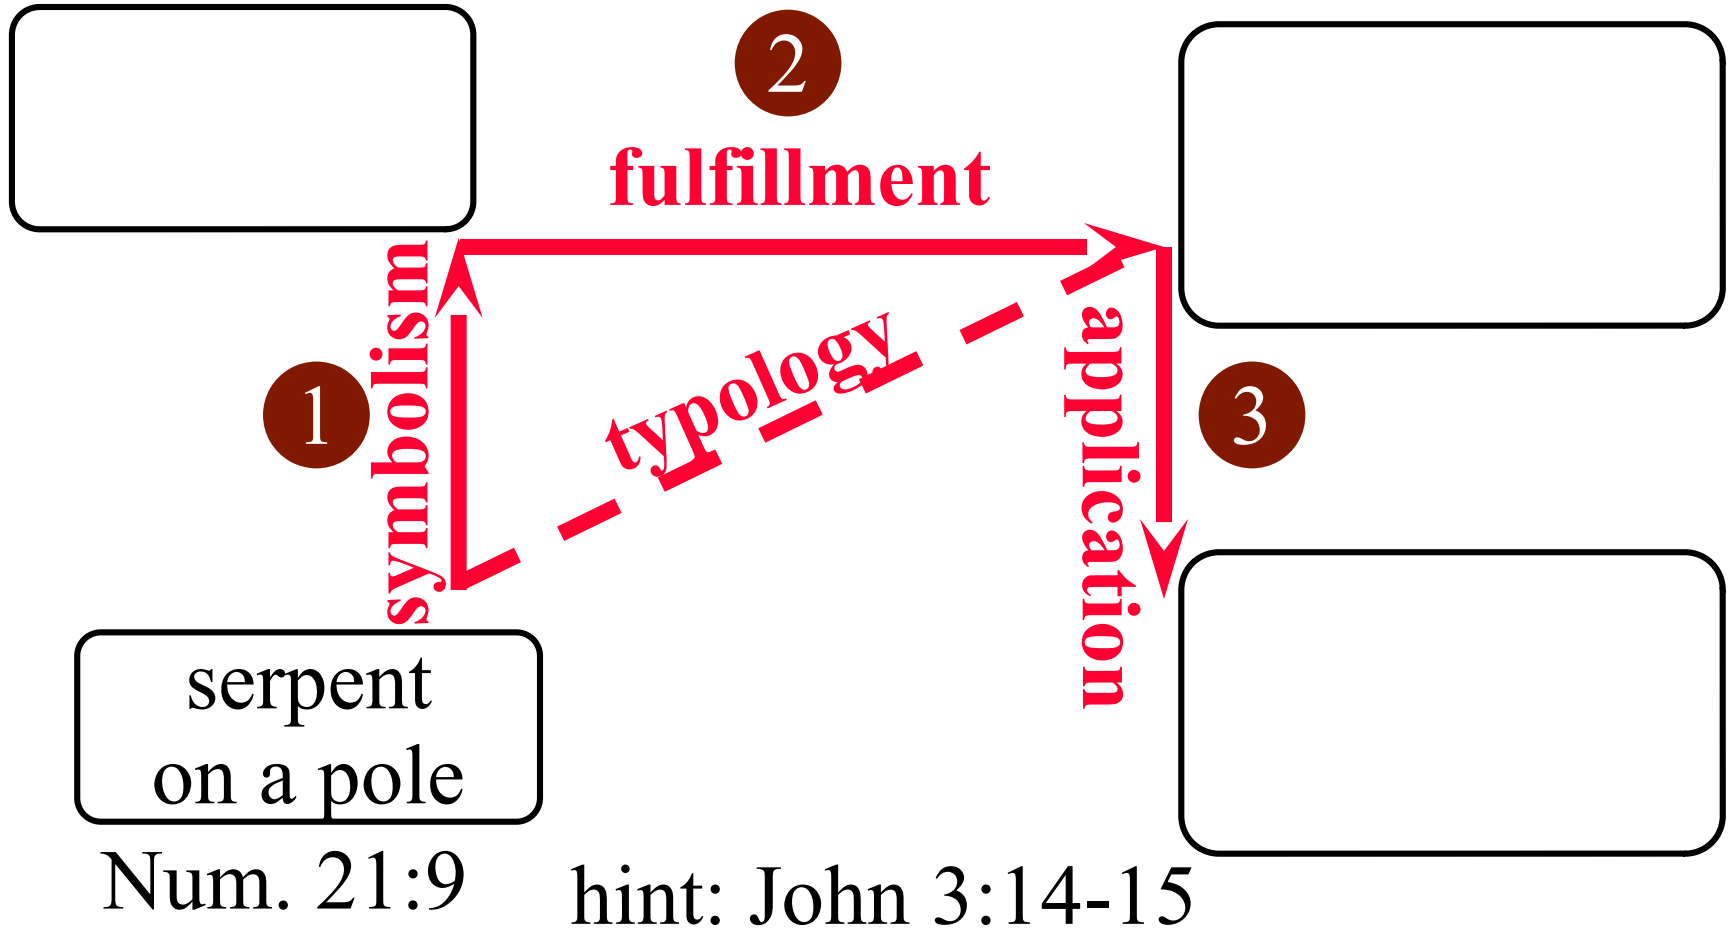 2
fulfillment
symbolism
1
typology
application
3
serpent
on a pole
Num. 21:9
hint: John 3:14-15